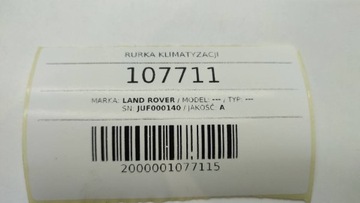 RURKA KLIMATYZACJI
107711
MARKA: LAND ROVER / MODEL: --- / TYP: ---
SN: JUF000140 / JAKOŚĆ: A
2000001077115